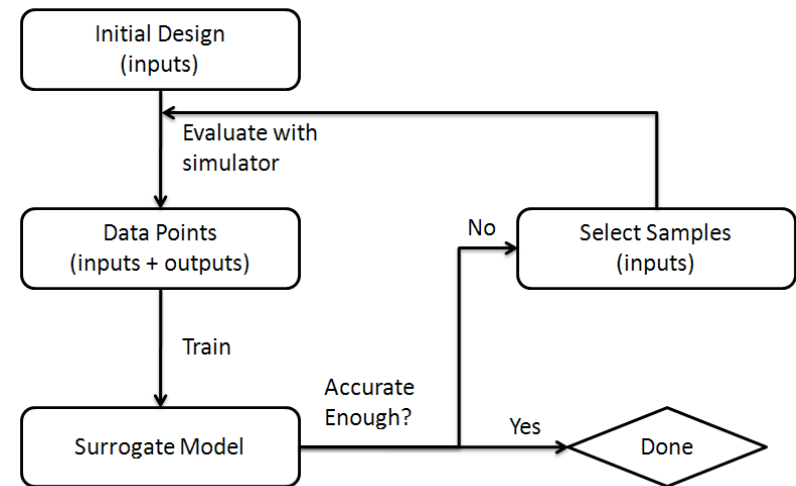 Initial Design
(inputs)
Evaluate with
simulator
Data Points
(inputs + outputs)
No
Select Samples
(inputs)
Train
Accurate
Enough?
Surrogate Model
Yes
Done